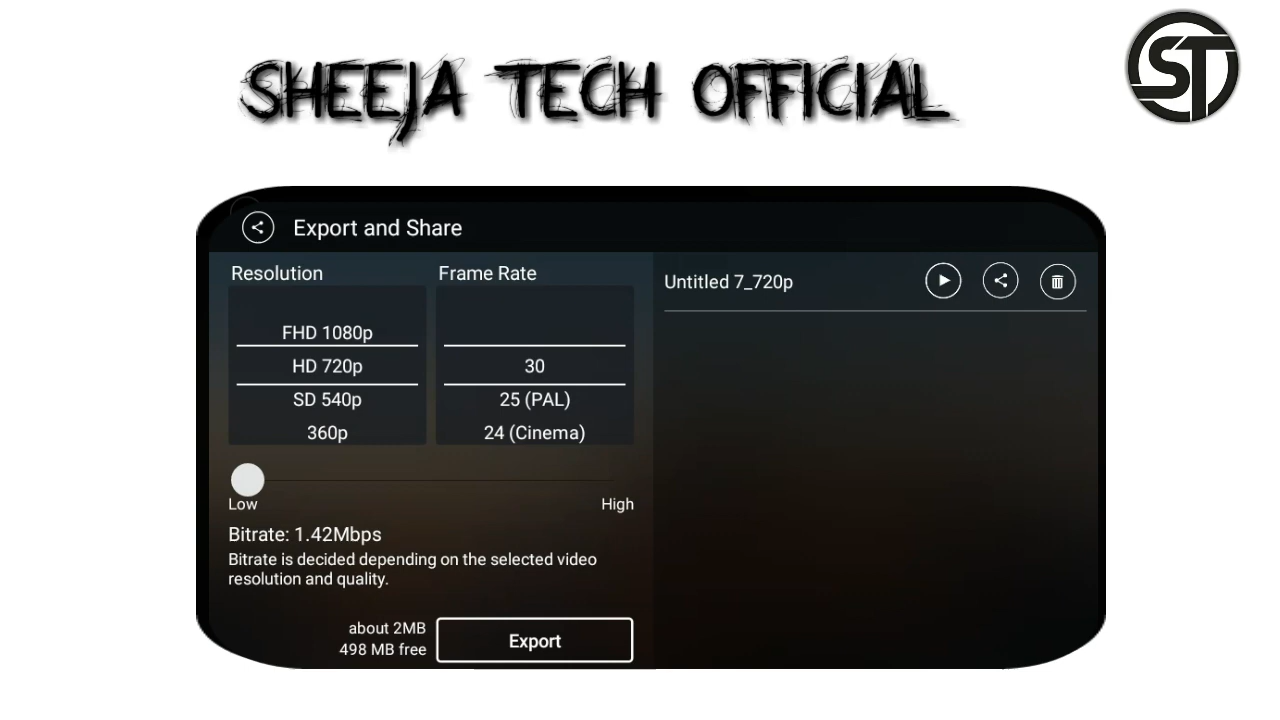 SHEEJA TECH OFFICIAL
ST
Export and Share
Resolution
Frame Rate
FHD 1080p
HD 720p
SD 540p
360p
30
25 (PAL)
24 (Cinema)
Low
High
Bitrate: 1.42Mbps
Bitrate is decided depending on the selected video
resolution and quality.
about 2MB
498 MB free
Export
Untitled 7_720p